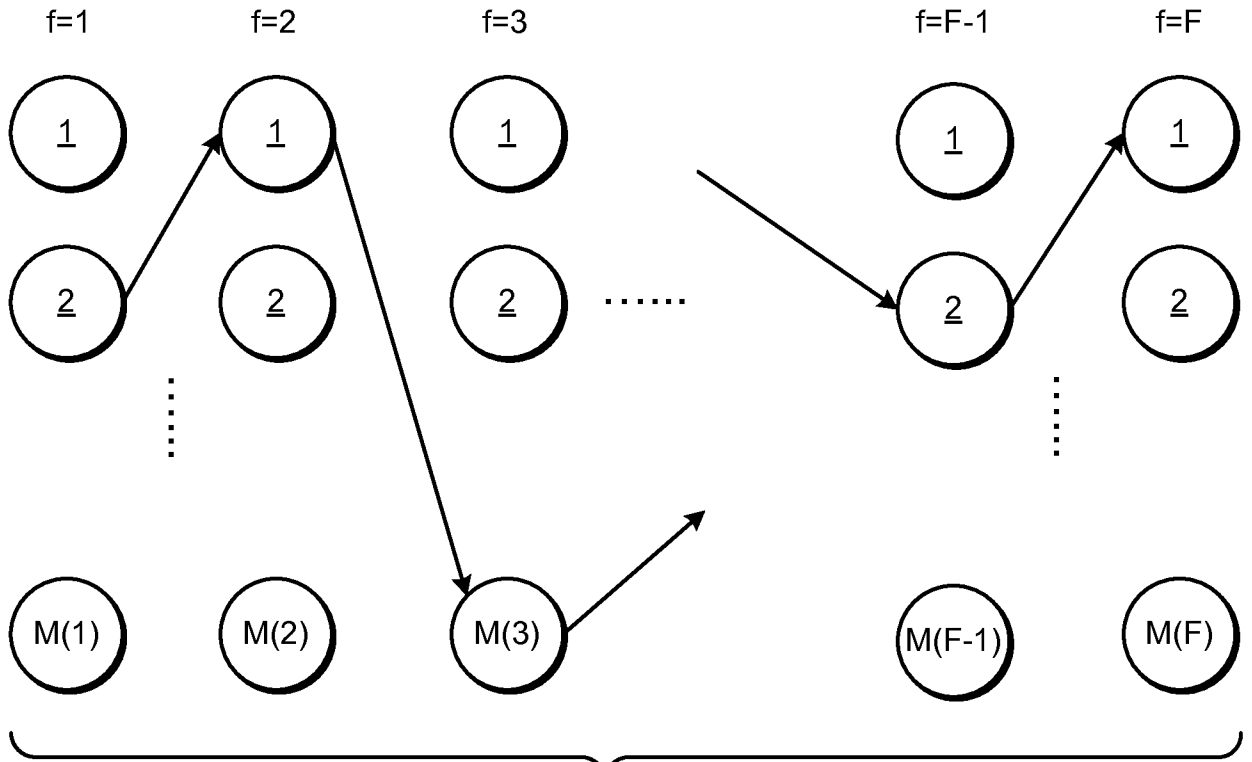 f=1 f=2 f=3 f=F-1 f=F
1 1 1 1 1
2 2 2 ...... 2 2
M(1) M(2) M(3) M(F-1) M(F)